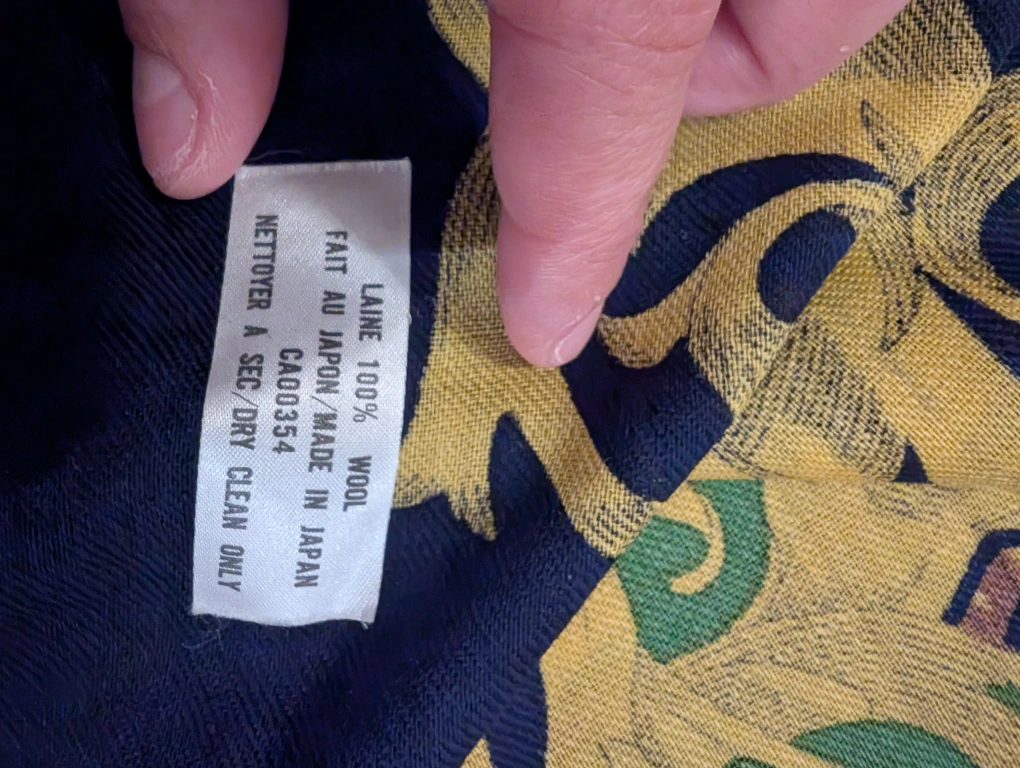 LAINE 100% WOOL
FAIT AU JAPON/MADE IN JAPAN
CA00354
NETTOYER A SEC/DRY CLEAN ONLY